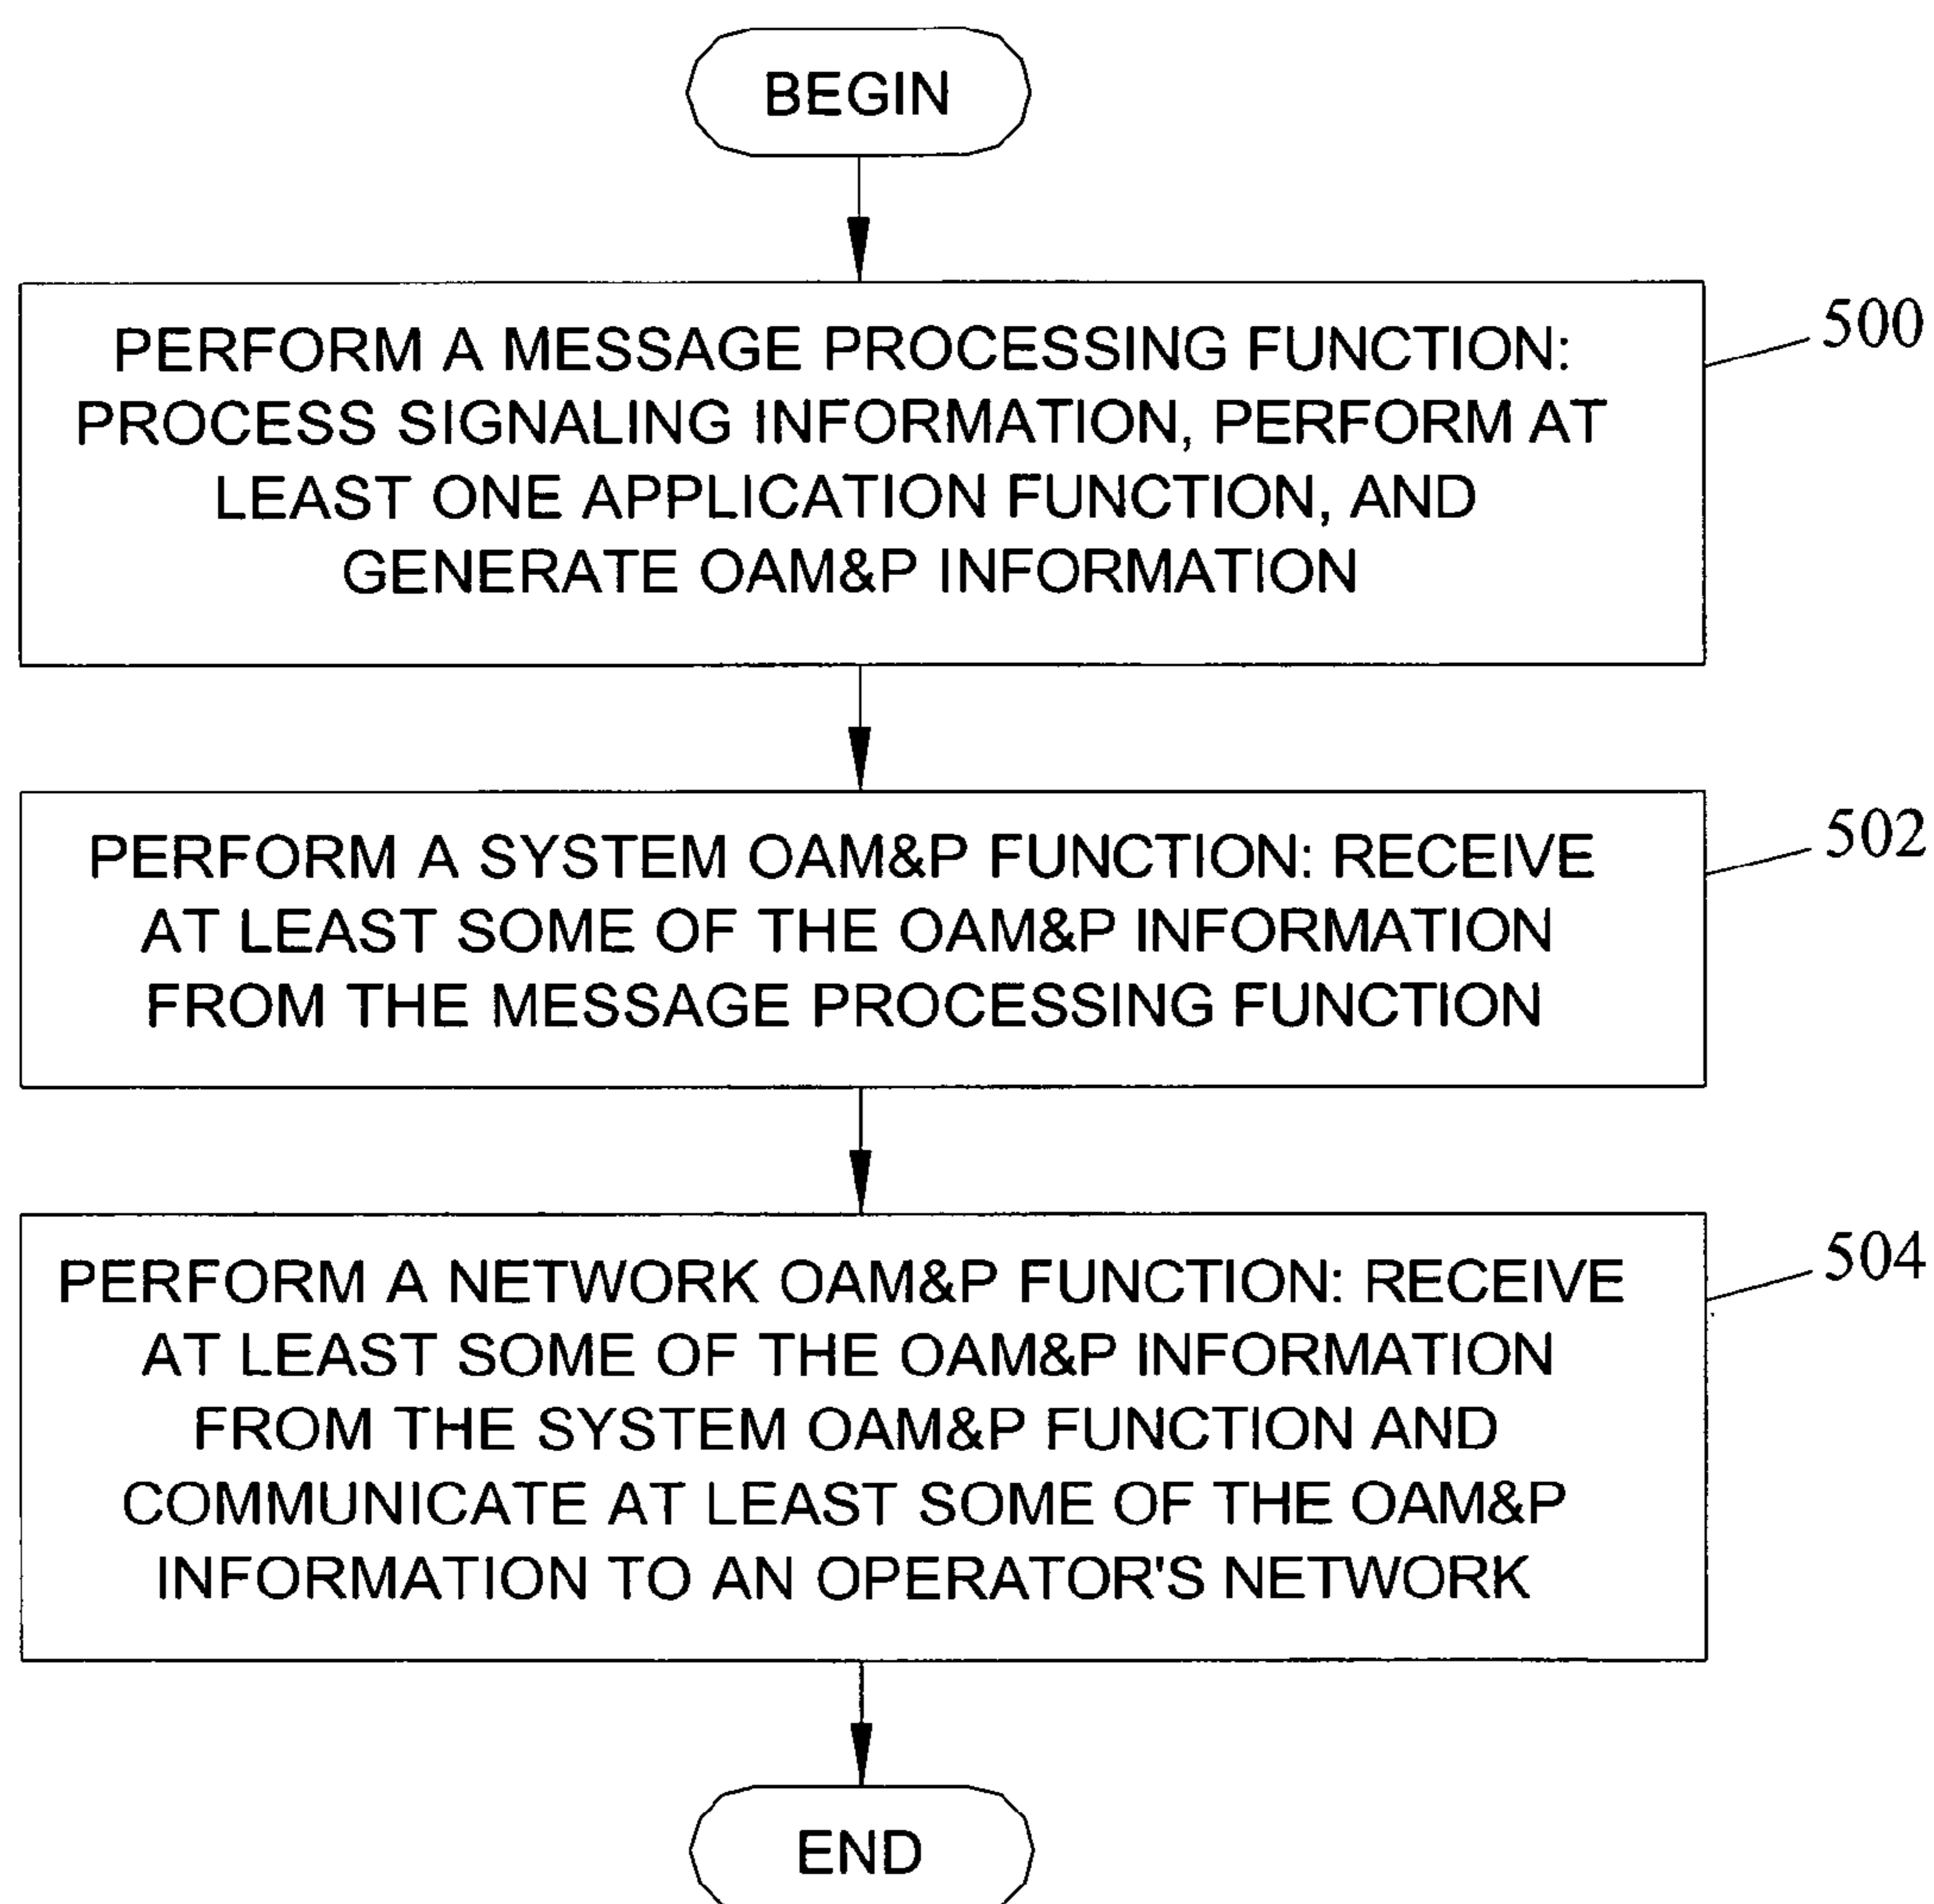 BEGIN
PERFORM A MESSAGE PROCESSING FUNCTION:
PROCESS SIGNALING INFORMATION, PERFORM AT
LEAST ONE APPLICATION FUNCTION, AND
GENERATE OAM&P INFORMATION
500
PERFORM A SYSTEM OAM&P FUNCTION: RECEIVE
AT LEAST SOME OF THE OAM&P INFORMATION
FROM THE MESSAGE PROCESSING FUNCTION
502
PERFORM A NETWORK OAM&P FUNCTION: RECEIVE
AT LEAST SOME OF THE OAM&P INFORMATION
FROM THE SYSTEM OAM&P FUNCTION AND
COMMUNICATE AT LEAST SOME OF THE OAM&P
INFORMATION TO AN OPERATOR'S NETWORK
504
END